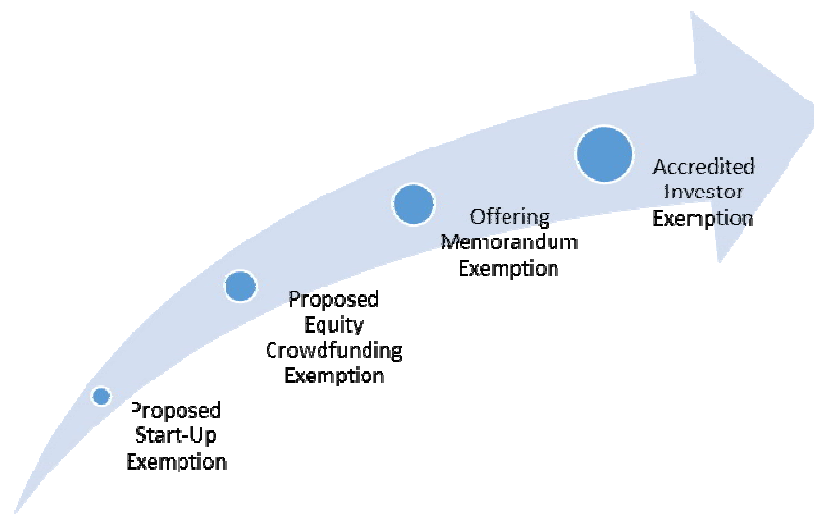 Accredited
Investor
Exemption
Offering
Memorandum
Exemption
Proposed
Equity
Crowdfunding
Exemption
Proposed
Start-Up
Exemption